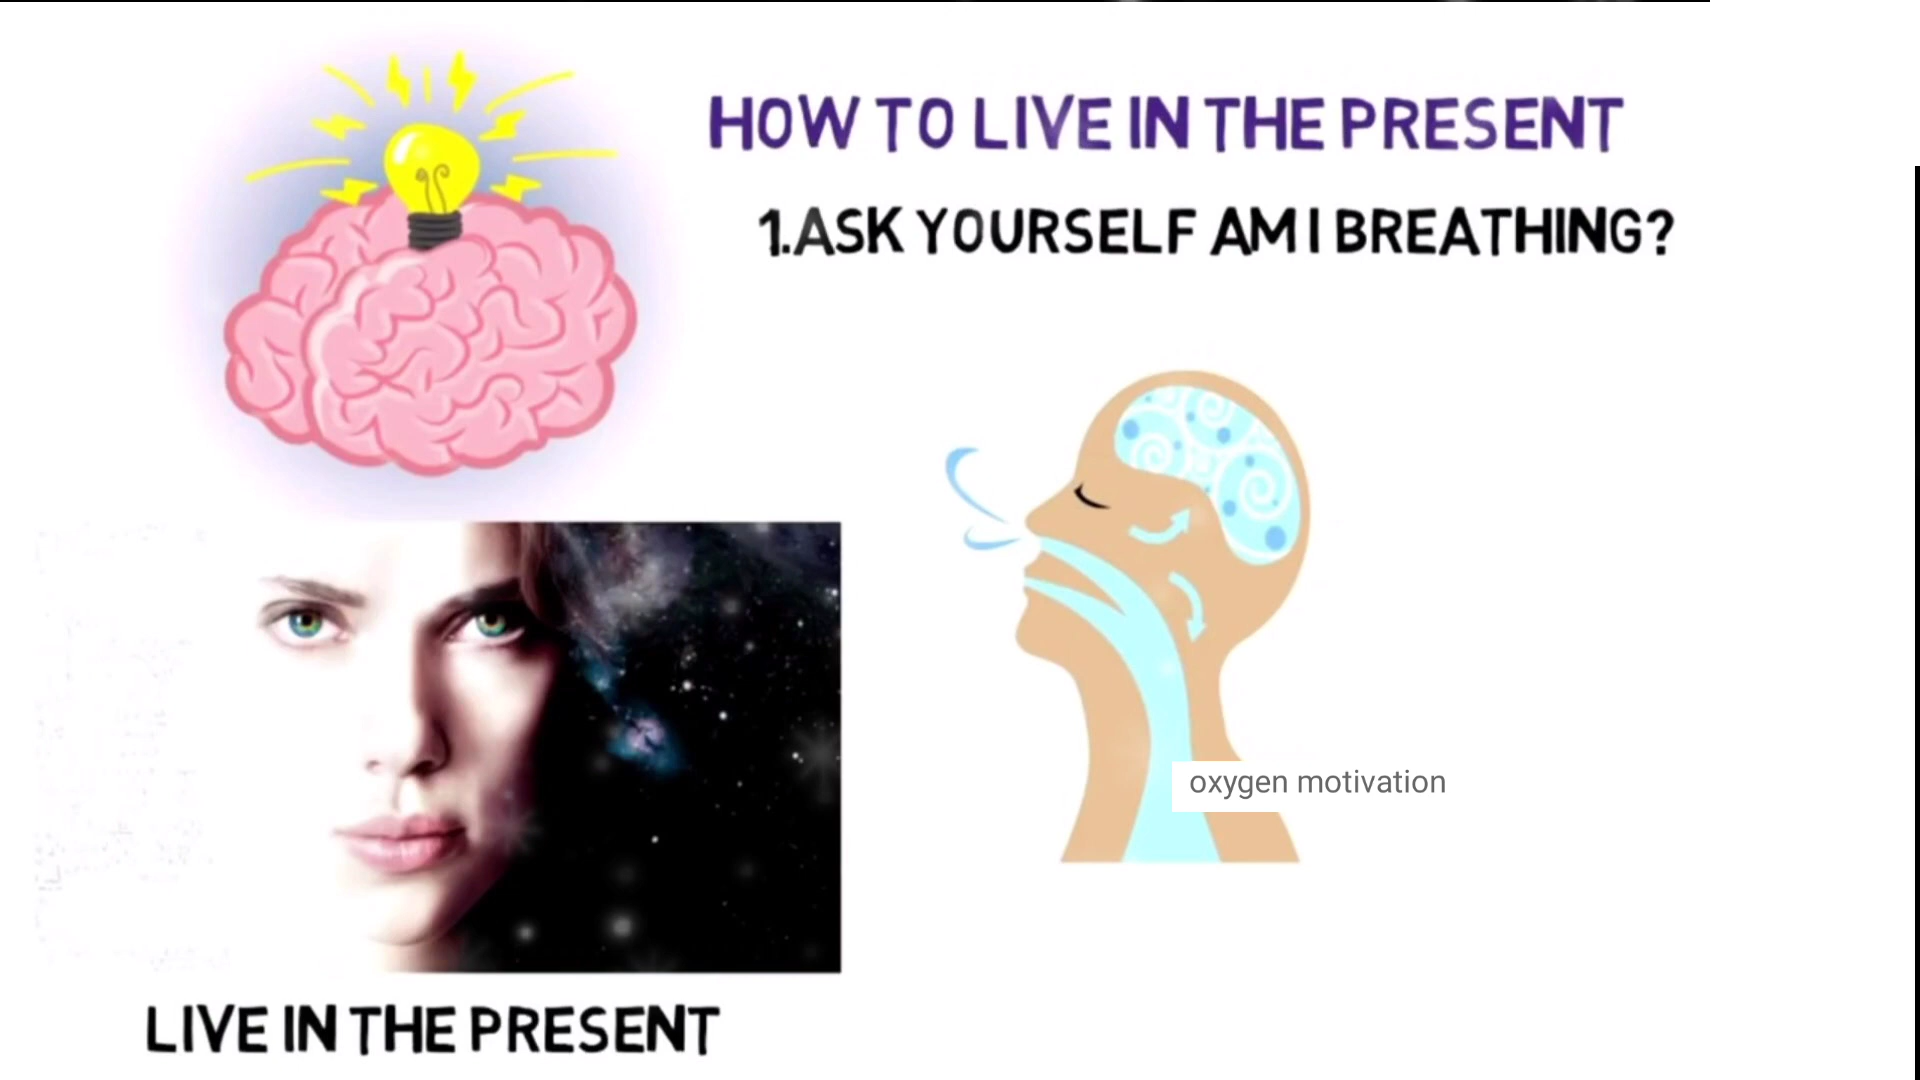 HOW TO LIVE IN THE PRESENT
1.ASK YOURSELF AM I BREATHING?
oxygen motivation
LIVE IN THE PRESENT